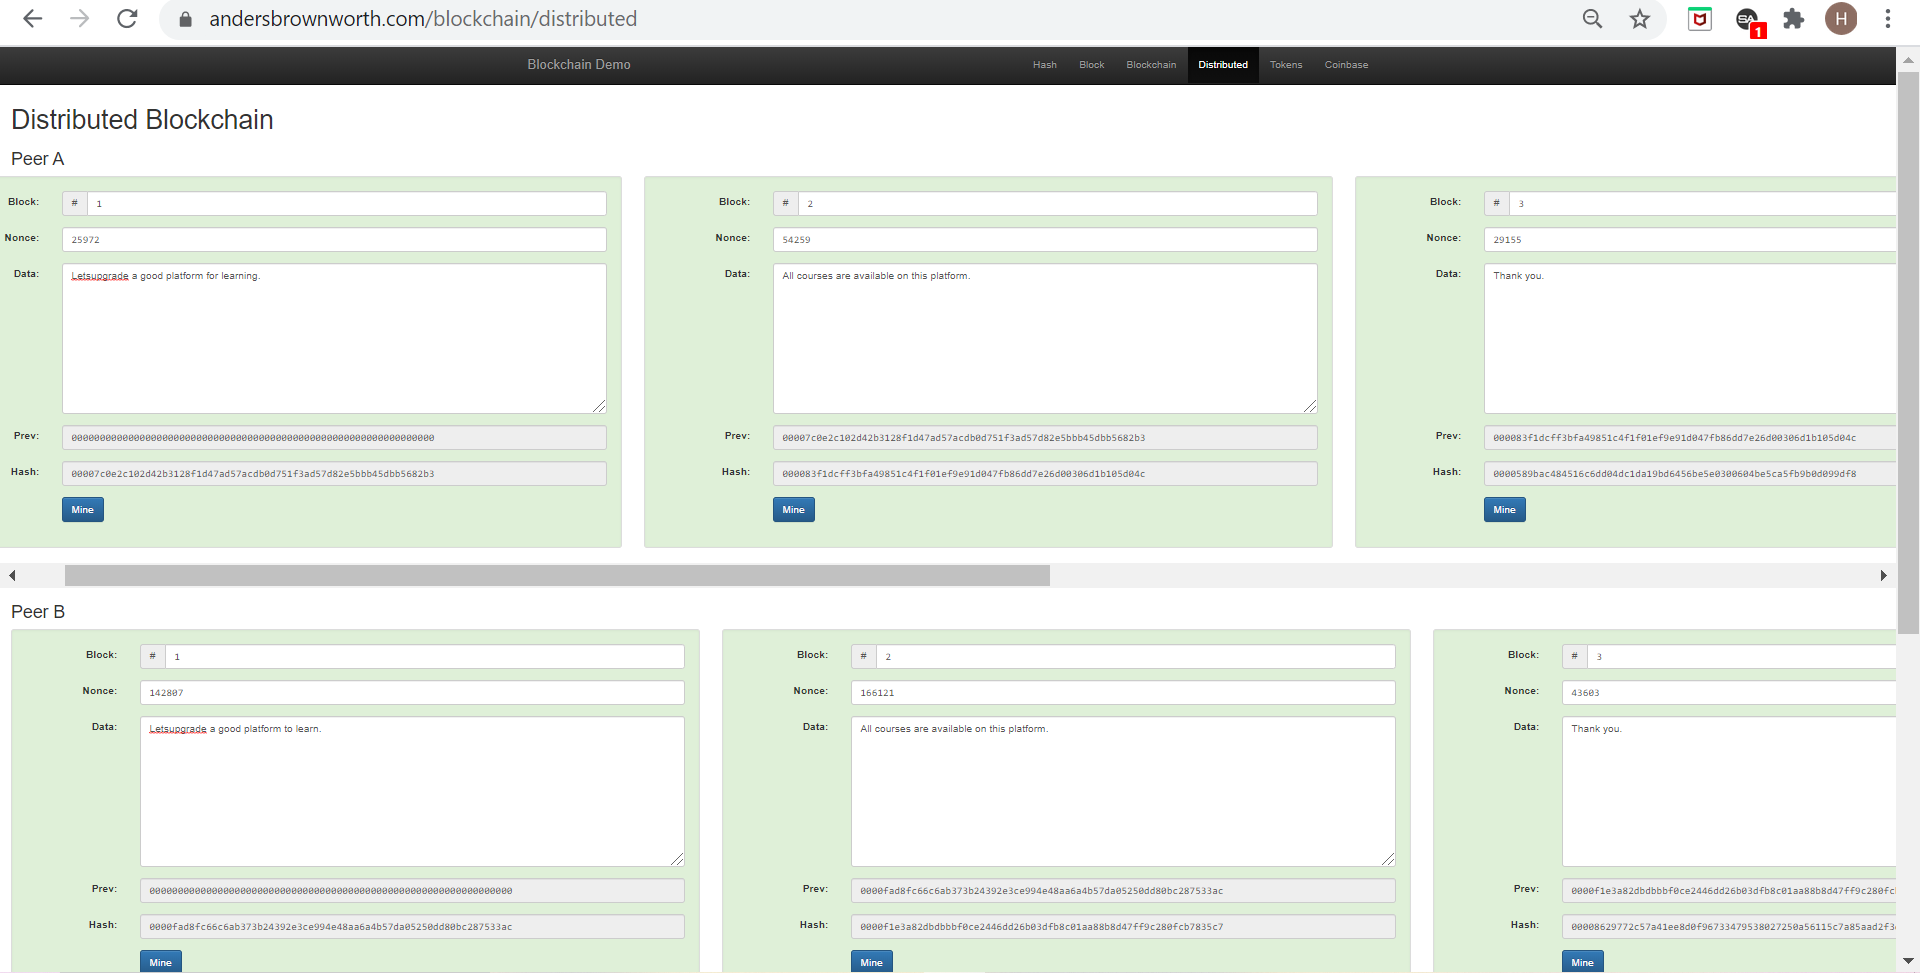 andersbrownworth.com/blockchain/distributed
SA
1
H
Blockchain Demo
Hash Block Blockchain Distributed Tokens Coinbase
Distributed Blockchain
Peer A
Block: # 1 Block: # 2 Block: # 3
Nonce: 25972 Nonce: 54259 Nonce: 29155
Data: Letsupgrade a good platform for learning. Data: All courses are available on this platform. Data: Thank you.
Prev: 0000000000000000000000000000000000000000000000000000000000000000 Prev: 00007c0e2c102d42b3128f1d47ad57acdb0d751f3ad57d82e5bbb45dbb5682b3 Prev: 000083f1dcff3bfa49851c4f1f01ef9e91d047fb86dd7e26d00306d1b105d04c
Hash: 00007c0e2c102d42b3128f1d47ad57acdb0d751f3ad57d82e5bbb45dbb5682b3 Hash: 000083f1dcff3bfa49851c4f1f01ef9e91d047fb86dd7e26d00306d1b105d04c Hash: 0000589bac484516c6dd04dc1da19bd6456be5e0300604be5ca5fb9b0d099df8
Mine Mine Mine
Peer B
Block: # 1 Block: # 2 Block: # 3
Nonce: 142807 Nonce: 166121 Nonce: 43603
Data: Letsupgrade a good platform to learn. Data: All courses are available on this platform. Data: Thank you.
Prev: 0000000000000000000000000000000000000000000000000000000000000000 Prev: 0000fad8fc66c6ab373b24392e3ce994e48aa6a4b57da05250dd80bc287533ac Prev: 0000f1e3a82dbdbbbf0ce2446dd26b03dfb8c01aa88b8d47ff9c280fc
Hash: 0000fad8fc66c6ab373b24392e3ce994e48aa6a4b57da05250dd80bc287533ac Hash: 0000f1e3a82dbdbbbf0ce2446dd26b03dfb8c01aa88b8d47ff9c280fcb7835c7 Hash: 00008629772c57a41ee8d0f96733479538027250a56115c7a85aad2f3
Mine Mine Mine